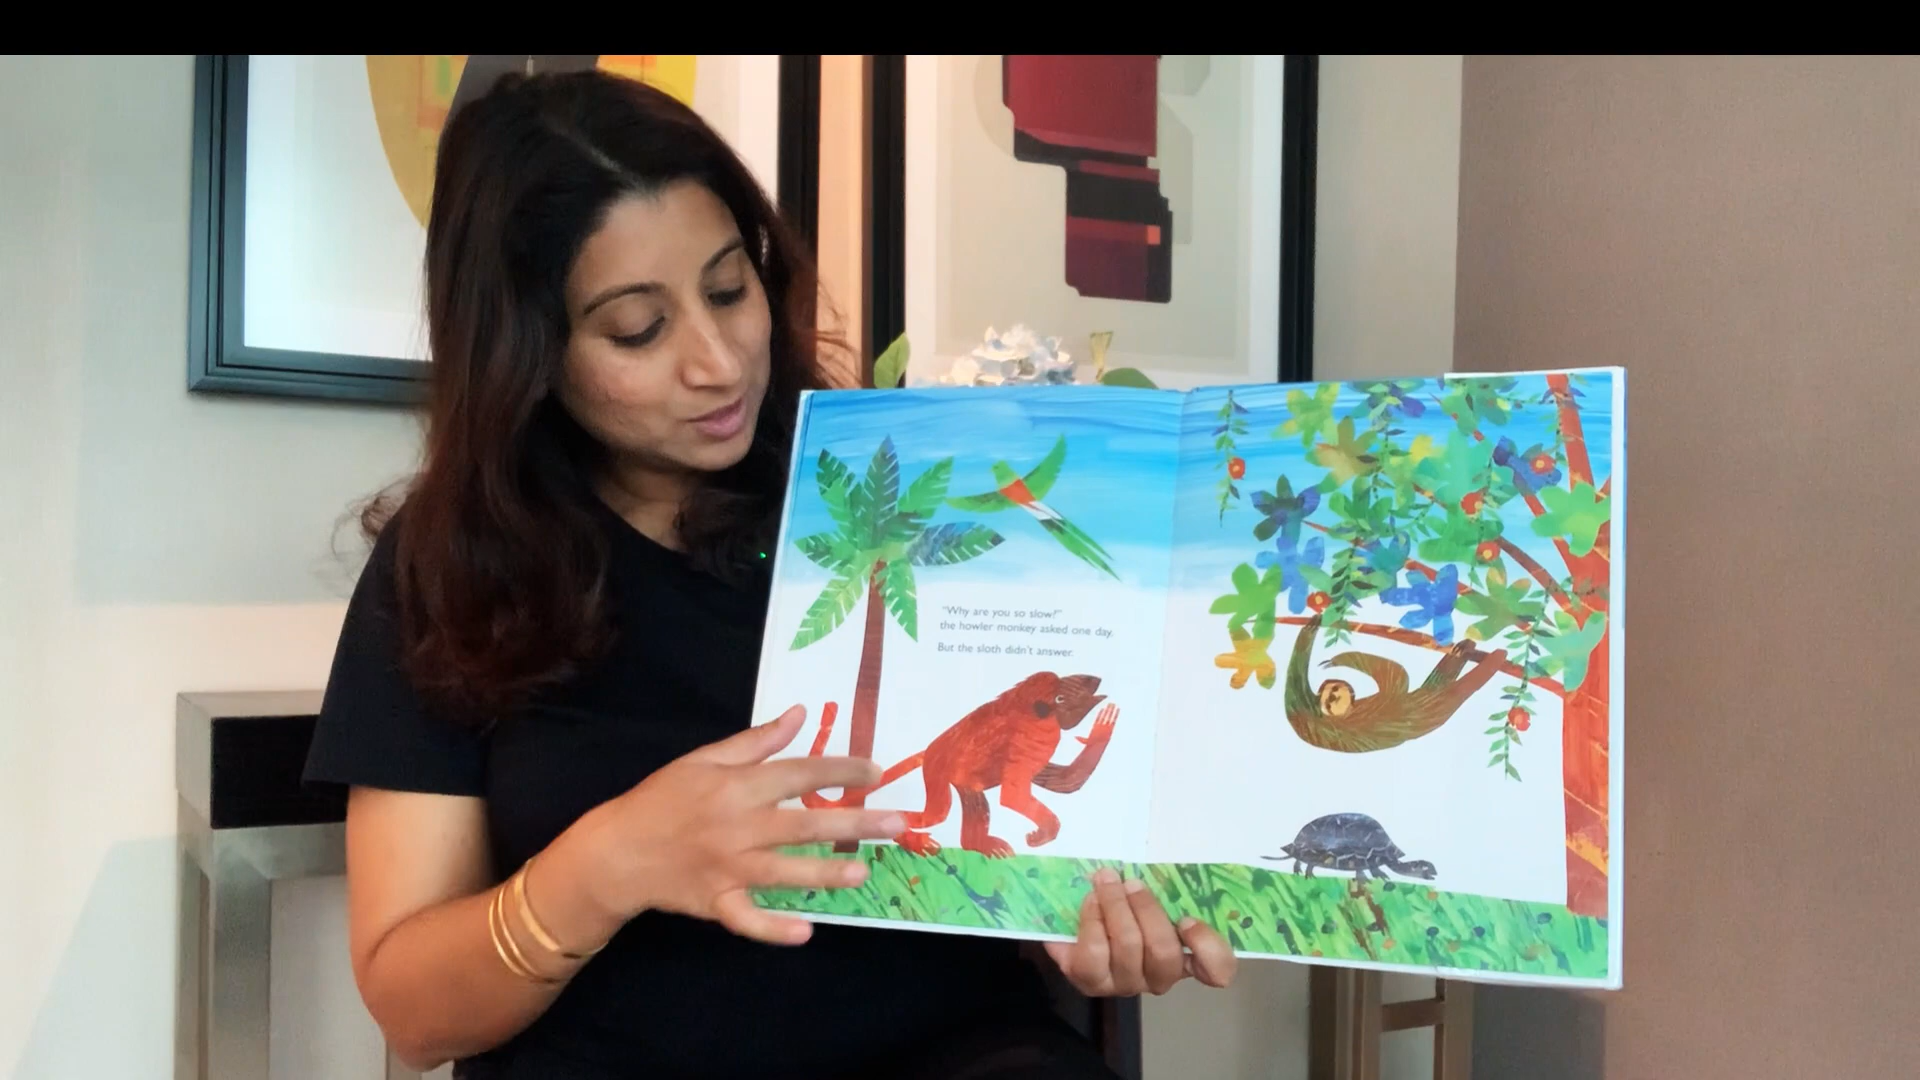 "Why are you so slow?"
the howler monkey asked one day.
But the sloth didn't answer.